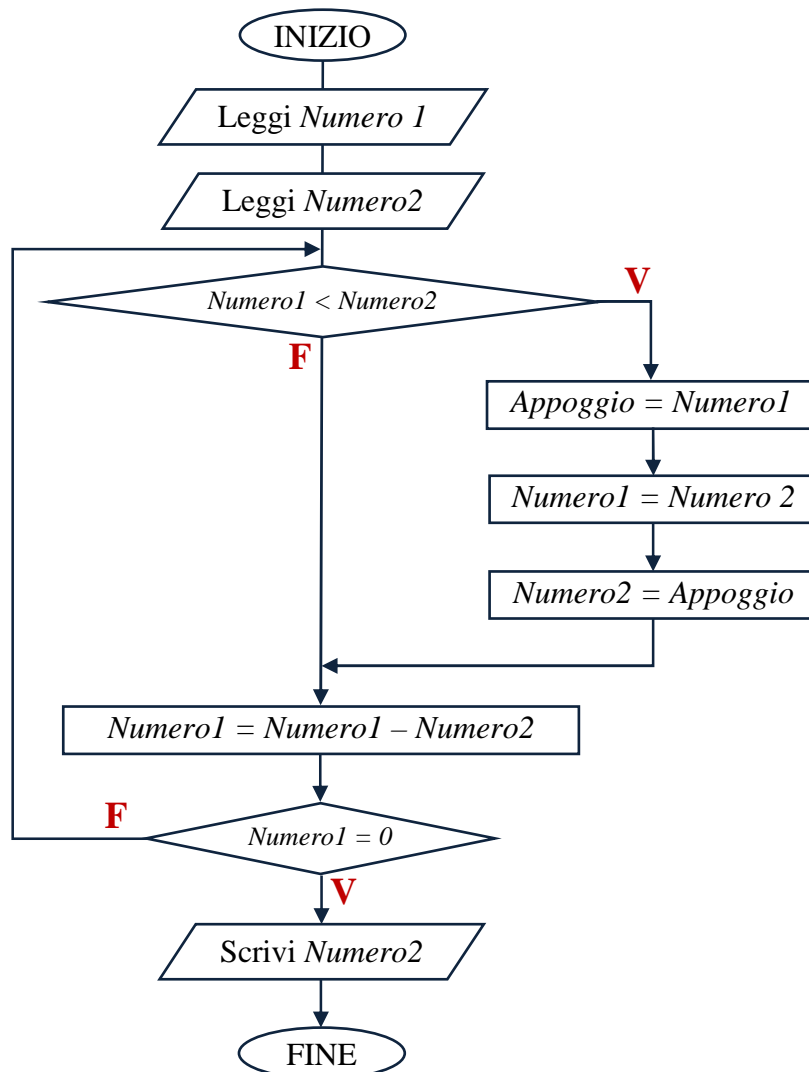 INIZIO
Leggi Numero 1
Leggi Numero2
Numero1 < Numero2
V
F
Appoggio = Numero1
Numero1 = Numero 2
Numero2 = Appoggio
Numero1 = Numero1 – Numero2
F
Numero1 = 0
V
Scrivi Numero2
FINE